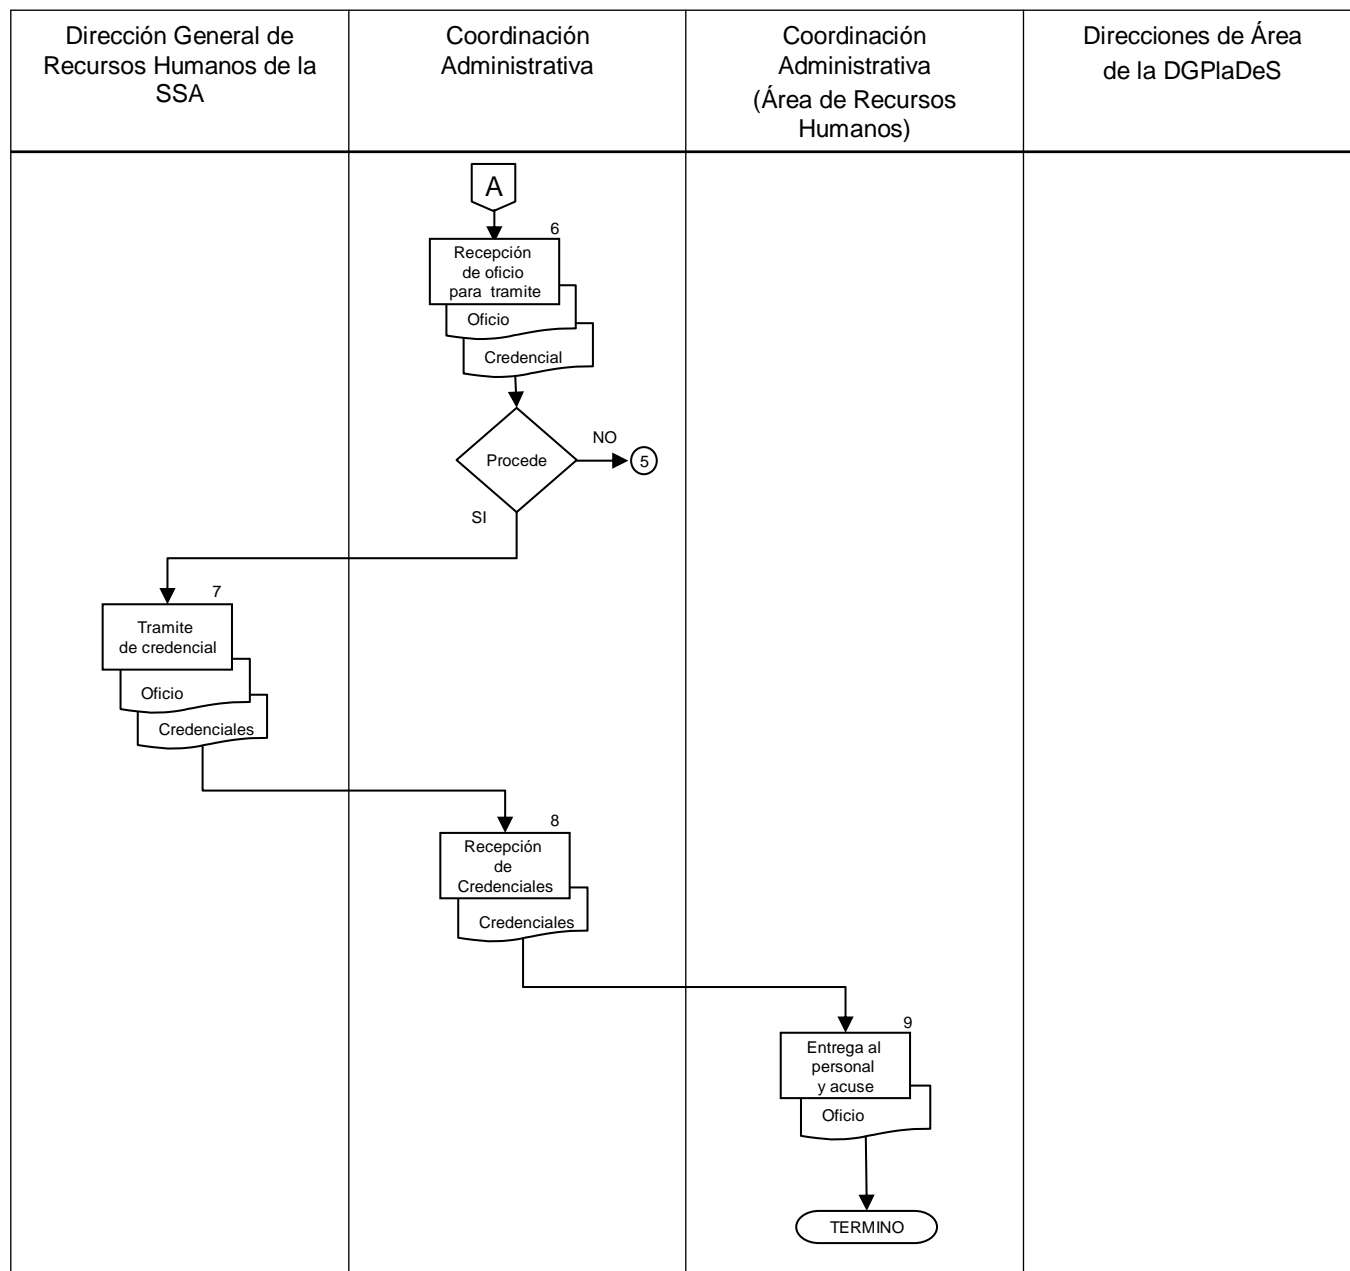 Dirección General de
Recursos Humanos de la
SSA
Coordinación
Administrativa
Coordinación
Administrativa
(Área de Recursos
Humanos)
Direcciones de Área
de la DGPlaDeS
A
6
Recepción
de oficio
para tramite
Oficio
Credencial
Procede
NO
5
SI
7
Tramite
de credencial
Oficio
Credenciales
8
Recepción
de
Credenciales
Credenciales
9
Entrega al
personal
y acuse
Oficio
TERMINO